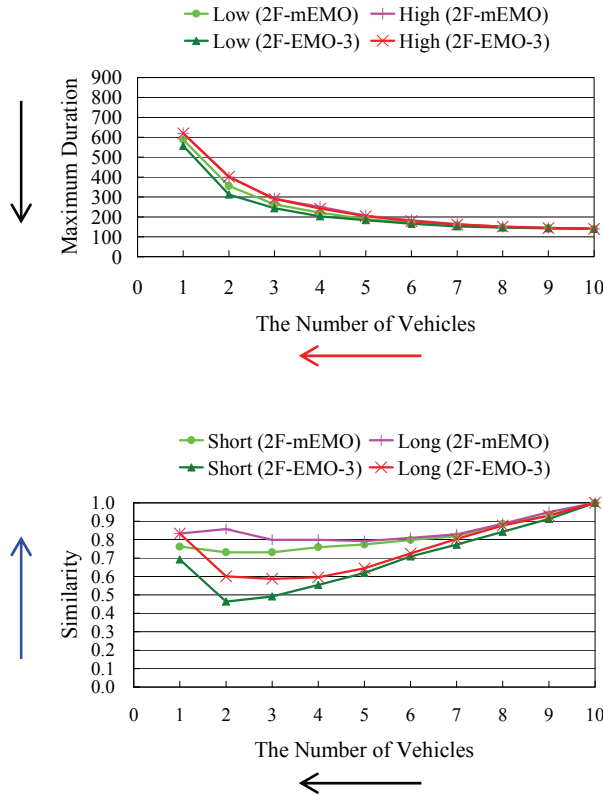 Low (2F-mEMO) High (2F-mEMO)
Low (2F-EMO-3) High (2F-EMO-3)
Maximum Duration
900
800
700
600
500
400
300
200
100
0
0 1 2 3 4 5 6 7 8 9 10
The Number of Vehicles
Short (2F-mEMO) Long (2F-mEMO)
Short (2F-EMO-3) Long (2F-EMO-3)
Similarity
1.0
0.9
0.8
0.7
0.6
0.5
0.4
0.3
0.2
0.1
0.0
0 1 2 3 4 5 6 7 8 9 10
The Number of Vehicles